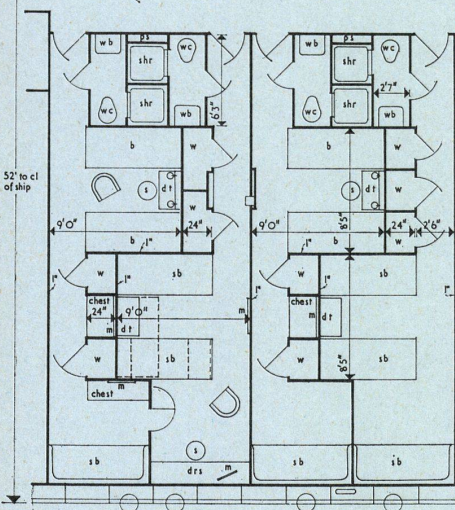 ps
ps
wb
shr
wc
wb
shr
wc
6'3"
wc
shr
wb
wc
shr
2'7"
wb
b
w
b
w
52' to cl
of ship
s
dt
s
dt
w
9'0"
w
24"
9'0"
8'5"
24"
2'6"
b
b
w
1"
1"
w
sb
w
sb
1"
1"
1"
1"
1"
chest
m
chest
24"
9'0"
m
dt
m
dt
w
sb
w
sb
8'5"
m
chest
s
sb
drs
m
sb
sb